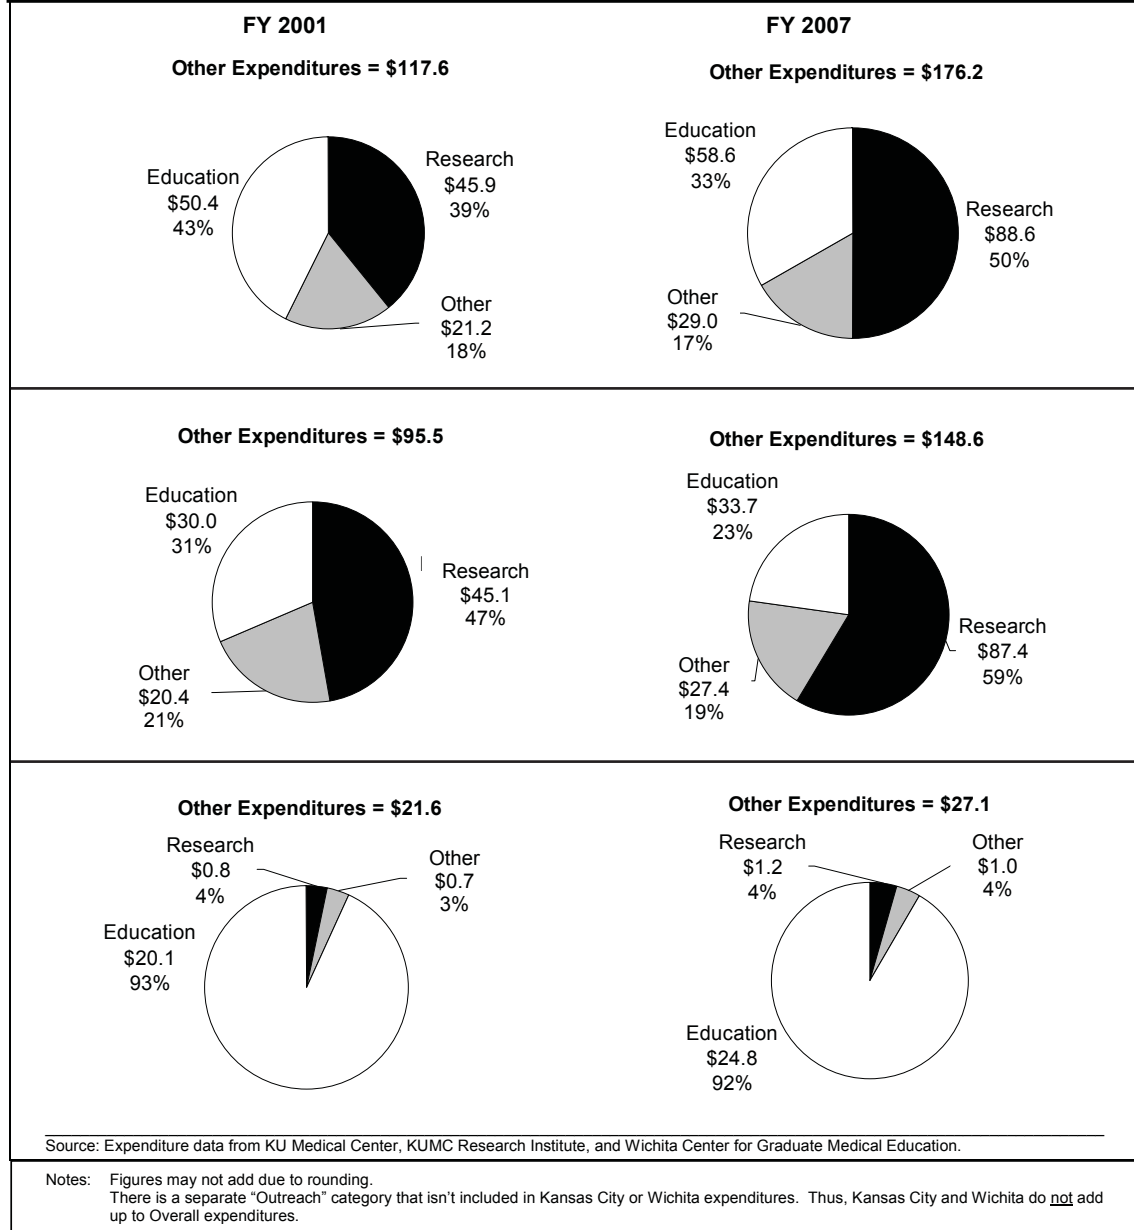 FY 2001
FY 2007
Other Expenditures = $117.6
Other Expenditures = $176.2
Education
$50.4
43%
Research
$45.9
39%
Other
$21.2
18%
Education
$58.6
33%
Research
$88.6
50%
Other
$29.0
17%
Other Expenditures = $95.5
Other Expenditures = $148.6
Education
$30.0
31%
Research
$45.1
47%
Other
$20.4
21%
Education
$33.7
23%
Research
$87.4
59%
Other
$27.4
19%
Other Expenditures = $21.6
Other Expenditures = $27.1
Research
$0.8
4%
Other
$0.7
3%
Education
$20.1
93%
Research
$1.2
4%
Other
$1.0
4%
Education
$24.8
92%
Source: Expenditure data from KU Medical Center, KUMC Research Institute, and Wichita Center for Graduate Medical Education.
Notes: Figures may not add due to rounding.
There is a separate “Outreach” category that isn’t included in Kansas City or Wichita expenditures. Thus, Kansas City and Wichita do not add
up to Overall expenditures.